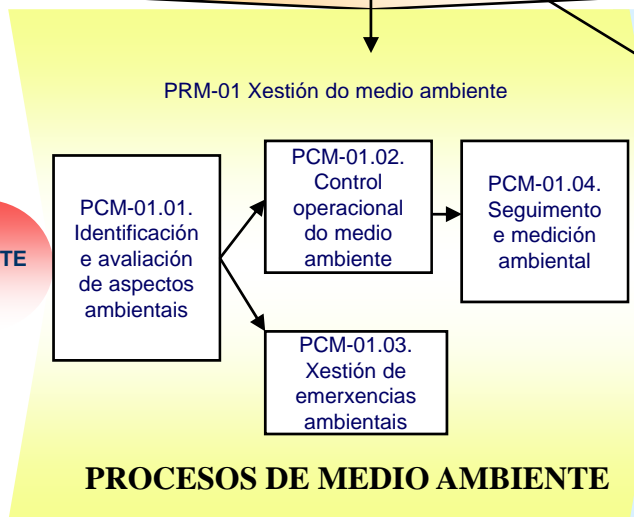 PRM-01 Xestión do medio ambiente
PCM-01.01.
Identificación
e avaliación
de aspectos
ambientais
PCM-01.02.
Control
operacional
do medio
ambiente
PCM-01.04.
Seguimento
e medición
ambiental
TE
PCM-01.03.
Xestión de
emerxencias
ambientais
PROCESOS DE MEDIO AMBIENTE